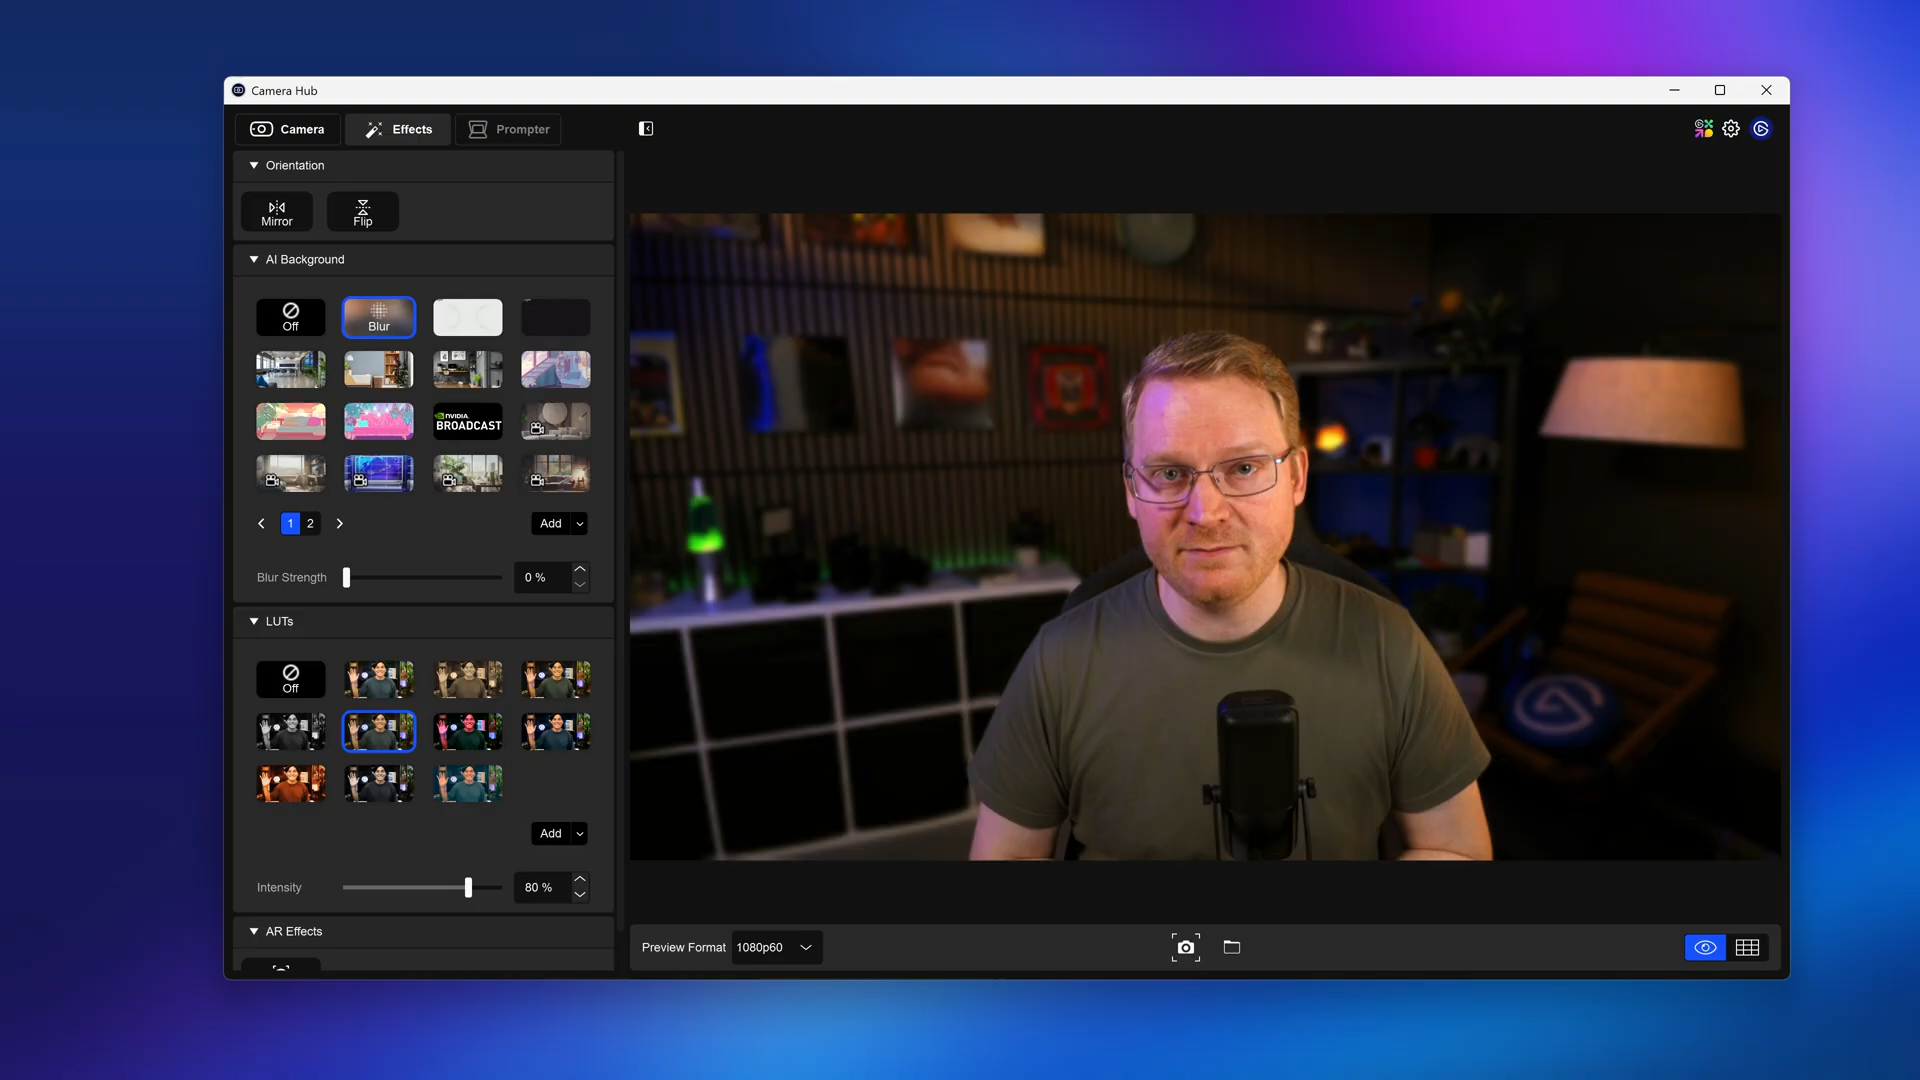 Camera Hub
Camera
Effects
Prompter
Orientation
Mirror
Flip
AI Background
Off
Blur
NVIDIA
BROADCAST
1
2
Add
Blur Strength
0 %
LUTs
Off
Add
Intensity
80 %
AR Effects
Preview Format
1080p60